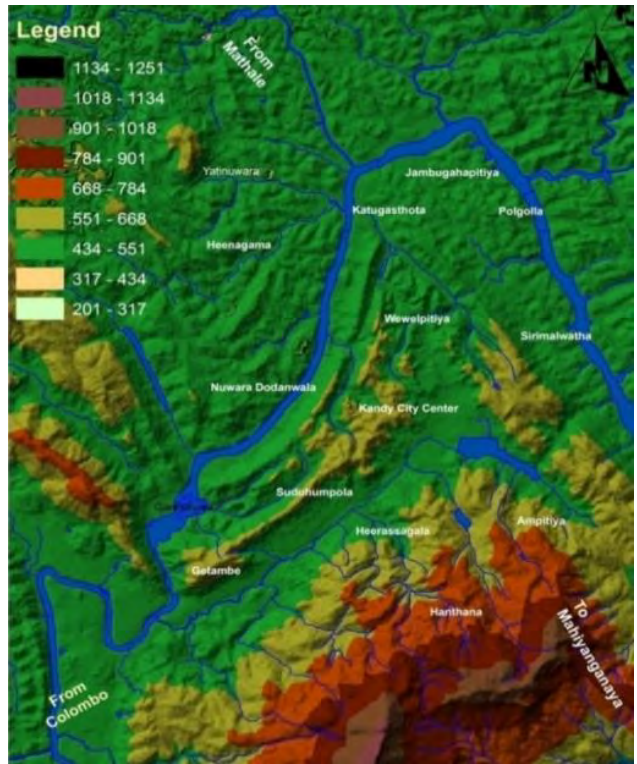 Legend
1134 - 1251
1018 - 1134
901 - 1018
784 - 901
668 - 784
551 - 668
434 - 551
317 - 434
201 - 317
From
Mathale
N
Yatinuwara
Jambugahapitiya
Katugasthota
Polgolla
Heenagama
Wewelpitiya
Sirimalwatha
Nuwara Dodanwala
Kandy City Center
Suduhumpola
Heerassagala
Ampitiya
Getambe
Hanthana
To
Mahiyanganaya
From
Colombo